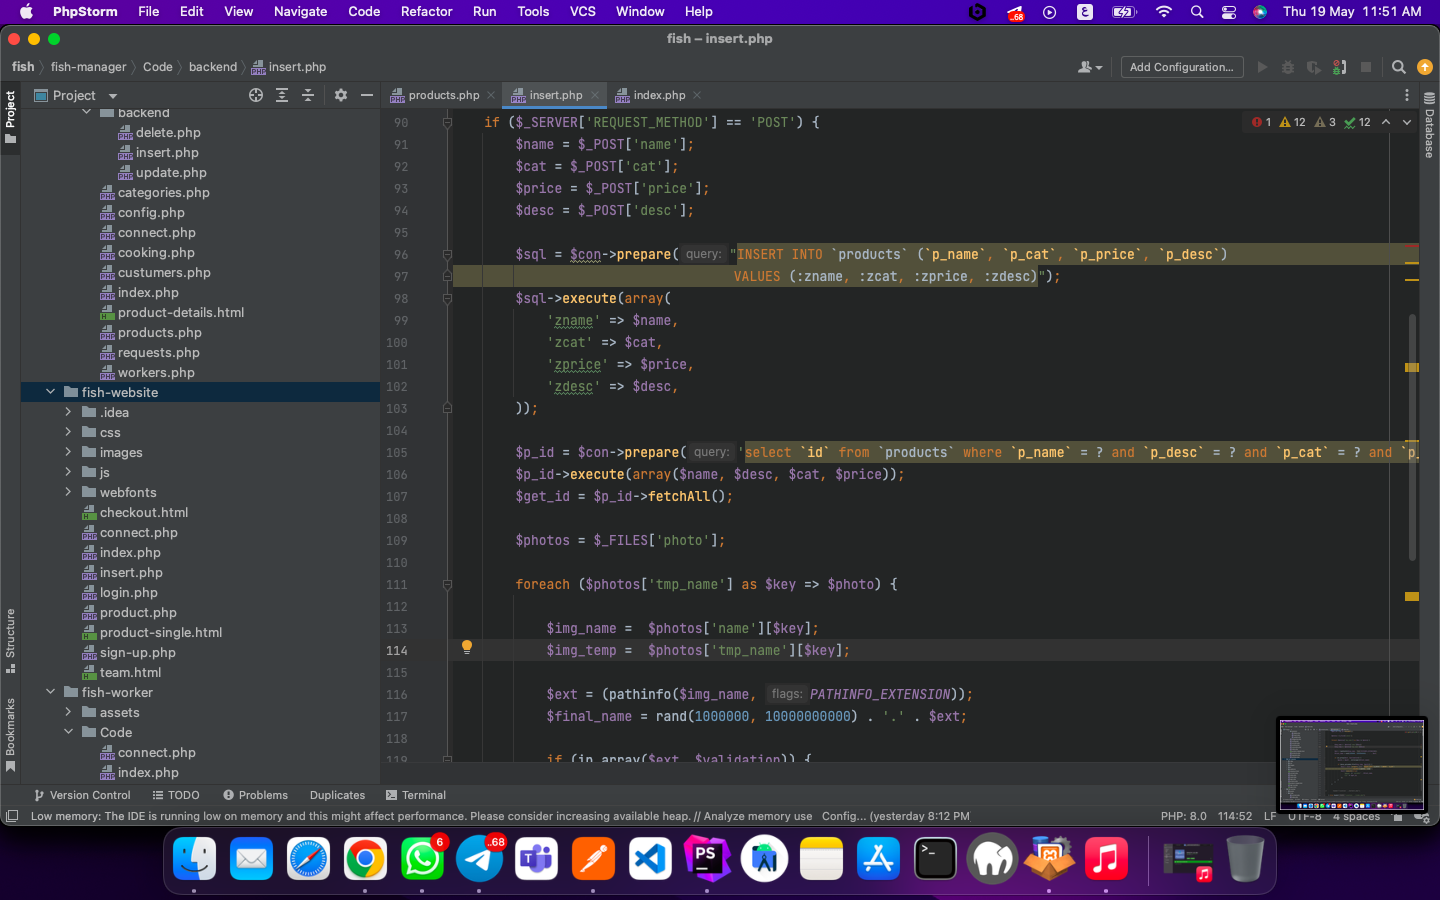 PhpStorm File Edit View Navigate Code Refactor Run Tools VCS Window Help
..68
ع
Thu 19 May 11:51 AM
fish – insert.php
fish fish-manager Code backend insert.php
Add Configuration...
Project
products.php insert.php index.php
Project
Structure
Bookmarks
Database
backend
delete.php
insert.php
update.php
categories.php
config.php
connect.php
cooking.php
custumers.php
index.php
product-details.html
products.php
requests.php
workers.php
fish-website
.idea
css
images
js
webfonts
checkout.html
connect.php
index.php
insert.php
login.php
product.php
product-single.html
sign-up.php
team.html
fish-worker
assets
Code
connect.php
index.php
1 12 3 12
90 if ($_SERVER['REQUEST_METHOD'] == 'POST') {
91 $name = $_POST['name'];
92 $cat = $_POST['cat'];
93 $price = $_POST['price'];
94 $desc = $_POST['desc'];
95
96 $sql = $con->prepare( query: "INSERT INTO `products` (`p_name`, `p_cat`, `p_price`, `p_desc`)
97 VALUES (:zname, :zcat, :zprice, :zdesc)");
98 $sql->execute(array(
99 'zname' => $name,
100 'zcat' => $cat,
101 'zprice' => $price,
102 'zdesc' => $desc,
103 ));
104
105 $p_id = $con->prepare( query: 'select `id` from `products` where `p_name` = ? and `p_desc` = ? and `p_cat` = ? and `p_
106 $p_id->execute(array($name, $desc, $cat, $price));
107 $get_id = $p_id->fetchAll();
108
109 $photos = $_FILES['photo'];
110
111 foreach ($photos['tmp_name'] as $key => $photo) {
112
113 $img_name = $photos['name'][$key];
114 $img_temp = $photos['tmp_name'][$key];
115
116 $ext = (pathinfo($img_name, flags: PATHINFO_EXTENSION));
117 $final_name = rand(1000000, 10000000000) . '.' . $ext;
118
119 if (in_array($ext, $validation)) {
Version Control TODO Problems Duplicates Terminal
Low memory: The IDE is running low on memory and this might affect performance. Please consider increasing available heap. // Analyze memory use Config... (yesterday 8:12 PM
PHP: 8.0 114:52 LF UTF-8 4 spaces
6
..68
PS